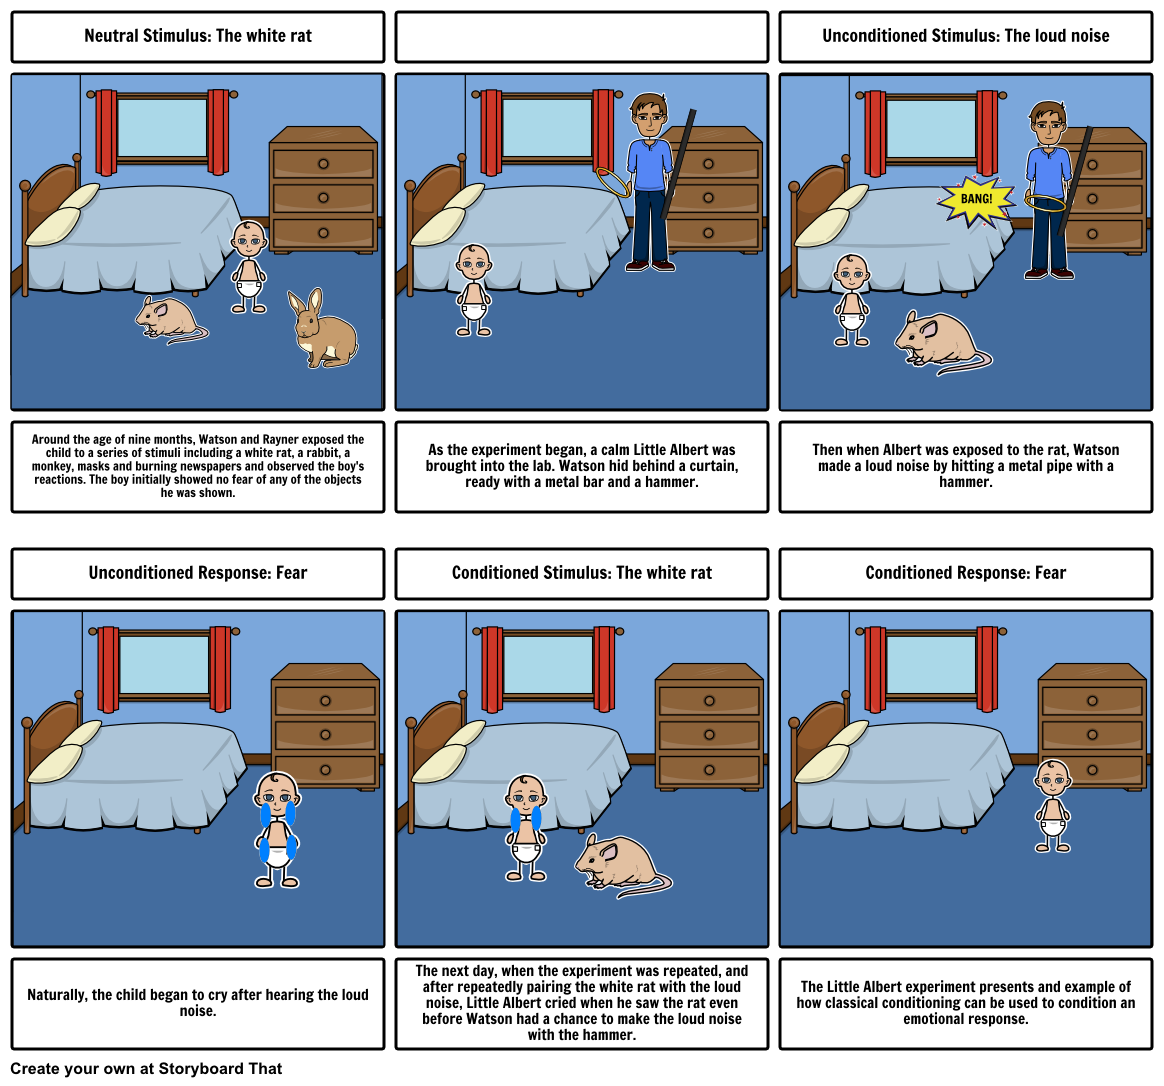 Neutral Stimulus: The white rat
Unconditioned Stimulus: The loud noise
BANG!
Around the age of nine months, Watson and Rayner exposed the
child to a series of stimuli including a white rat, a rabbit, a
monkey, masks and burning newspapers and observed the boy's
reactions. The boy initially showed no fear of any of the objects
he was shown.
As the experiment began, a calm Little Albert was
brought into the lab. Watson hid behind a curtain,
ready with a metal bar and a hammer.
Then when Albert was exposed to the rat, Watson
made a loud noise by hitting a metal pipe with a
hammer.
Unconditioned Response: Fear
Conditioned Stimulus: The white rat
Conditioned Response: Fear
Naturally, the child began to cry after hearing the loud
noise.
The next day, when the experiment was repeated, and
after repeatedly pairing the white rat with the loud
noise, Little Albert cried when he saw the rat even
before Watson had a chance to make the loud noise
with the hammer.
The Little Albert experiment presents and example of
how classical conditioning can be used to condition an
emotional response.
Create your own at Storyboard That